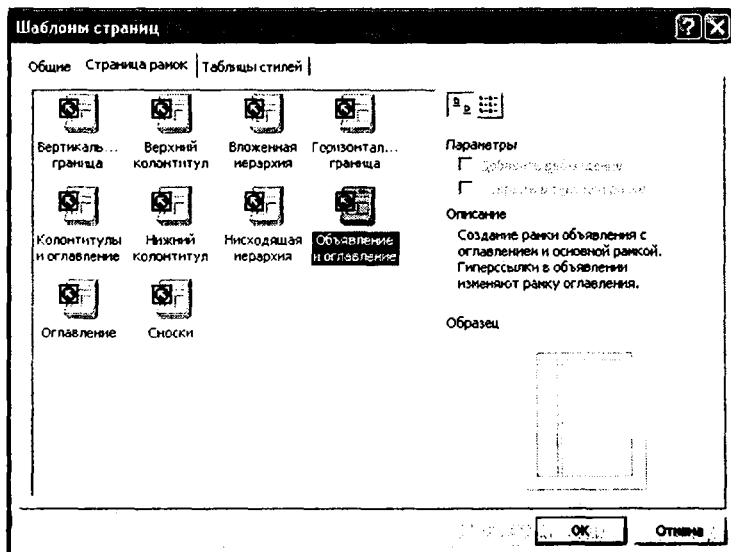 Шаблоны страниц
Общие Страница рамок Таблицы стилей
Вертикаль... граница
Верхний колонтитул
Вложенная иерархия
Горизонтал... граница
Колонтитулы и оглавление
Нижний колонтитул
Нисходящая иерархия
Объявление и оглавление
Оглавление
Сноски
Параметры
Описание
Создание рамки объявления с
оглавлением и основной рамкой.
Гиперссылки в объявлении
изменяют рамку оглавления.
Образец
ОК Отмена